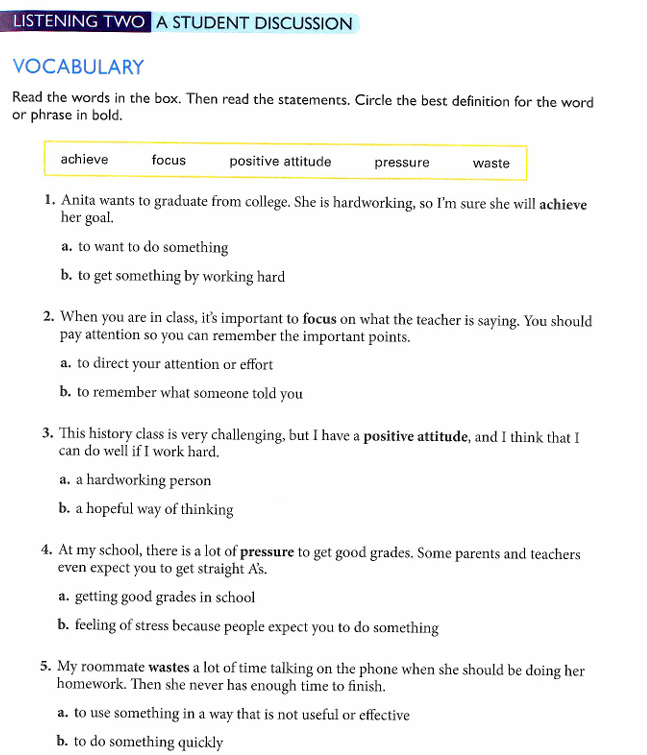 LISTENING TWO A STUDENT DISCUSSION
VOCABULARY
Read the words in the box. Then read the statements. Circle the best definition for the word
or phrase in bold.
achieve focus positive attitude pressure waste
1. Anita wants to graduate from college. She is hardworking, so I'm sure she will achieve
her goal.
a. to want to do something
b. to get something by working hard
2. When you are in class, it's important to focus on what the teacher is saying. You should
pay attention so you can remember the important points.
a. to direct your attention or effort
b. to remember what someone told you
3. This history class is very challenging, but I have a positive attitude, and I think that I
can do well if I work hard.
a. a hardworking person
b. a hopeful way of thinking
4. At my school, there is a lot of pressure to get good grades. Some parents and teachers
even expect you to get straight A's.
a. getting good grades in school
b. feeling of stress because people expect you to do something
5. My roommate wastes a lot of time talking on the phone when she should be doing her
homework. Then she never has enough time to finish.
a. to use something in a way that is not useful or effective
b. to do something quickly